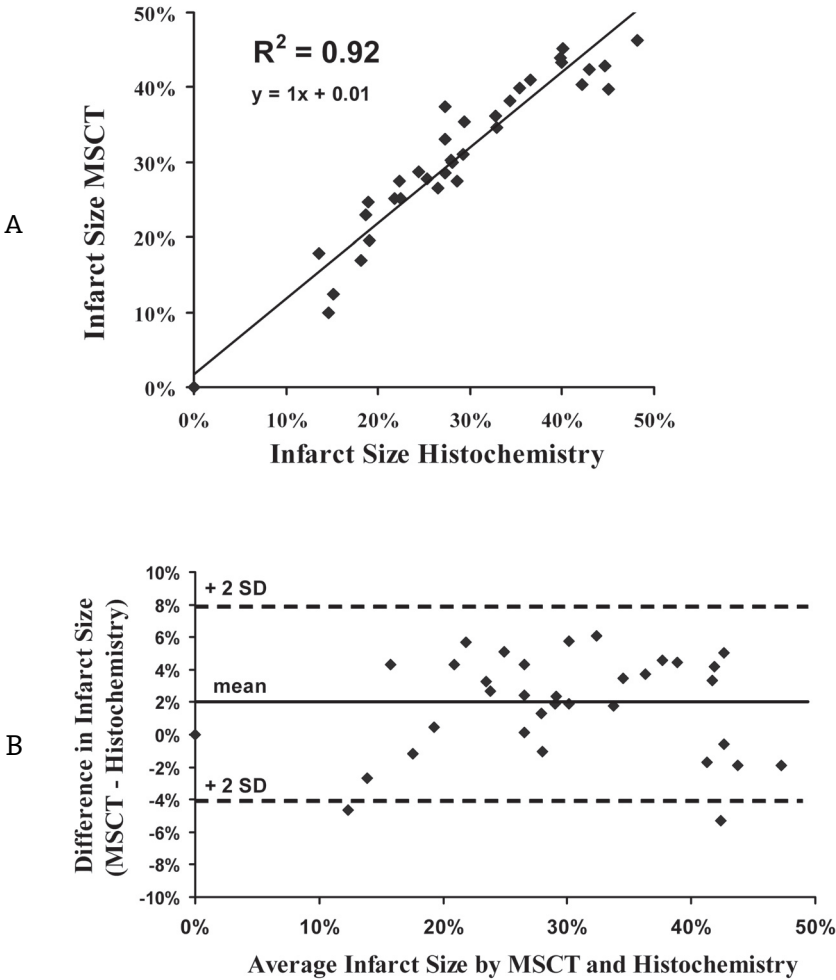 A
Infarct Size MSCT
50%
40%
30%
20%
10%
0%
R² = 0.92
y = 1x + 0.01
0% 10% 20% 30% 40% 50%
Infarct Size Histochemistry
B
Difference in Infarct Size
(MSCT - Histochemistry)
10%
8%
6%
4%
2%
0%
-2%
-4%
-6%
-8%
-10%
+ 2 SD
mean
+ 2 SD
0% 10% 20% 30% 40% 50%
Average Infarct Size by MSCT and Histochemistry